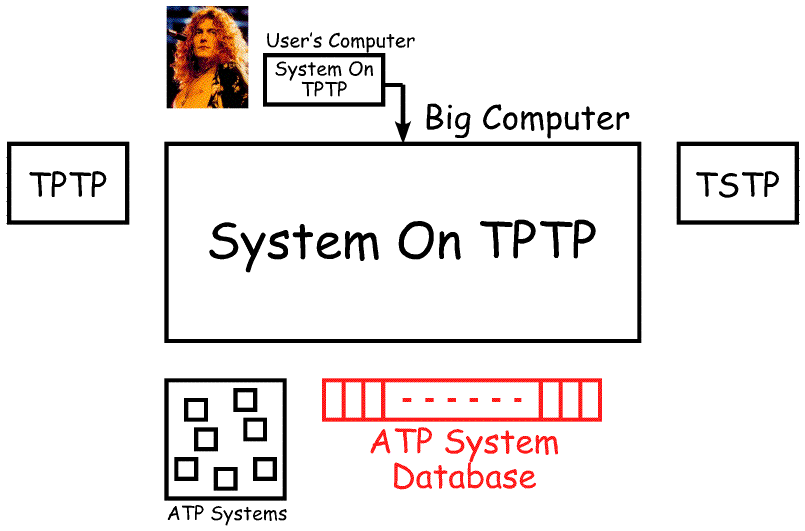 User's Computer
System On
TPTP
Big Computer
TPTP
System On TPTP
TSTP
ATP System
Database
ATP Systems